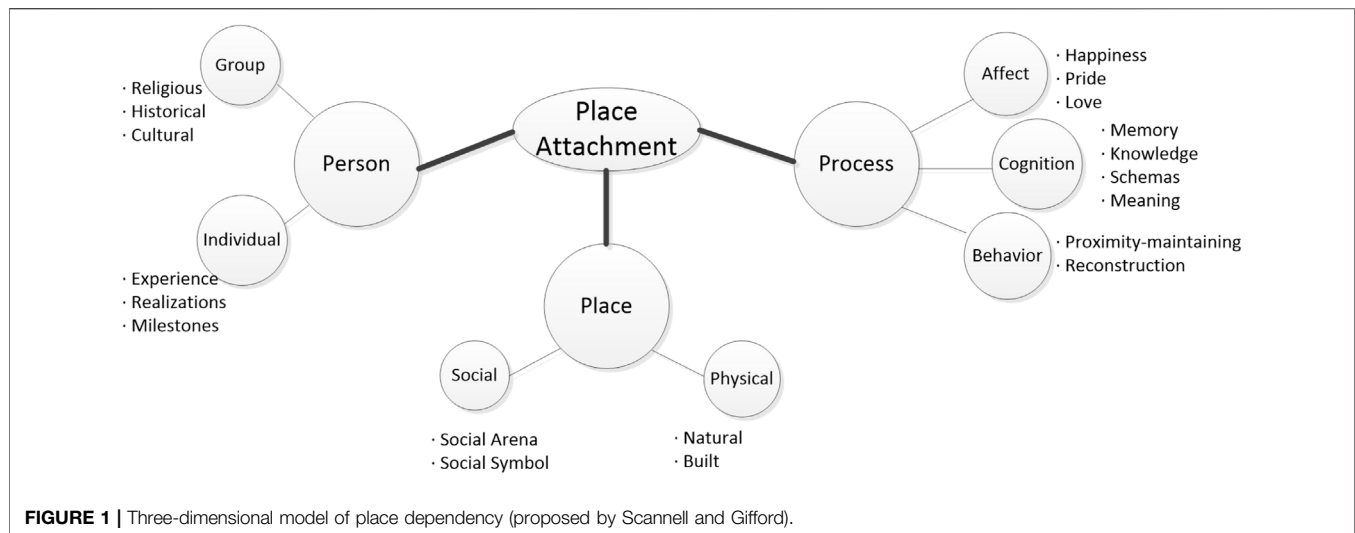 Place
Attachment
Person
Group
· Religious
· Historical
· Cultural
Individual
· Experience
· Realizations
· Milestones
Place
Social
· Social Arena
· Social Symbol
Physical
· Natural
· Built
Process
Affect
· Happiness
· Pride
· Love
Cognition
· Memory
· Knowledge
· Schemas
· Meaning
Behavior
· Proximity-maintaining
· Reconstruction
FIGURE 1 | Three-dimensional model of place dependency (proposed by Scannell and Gifford).